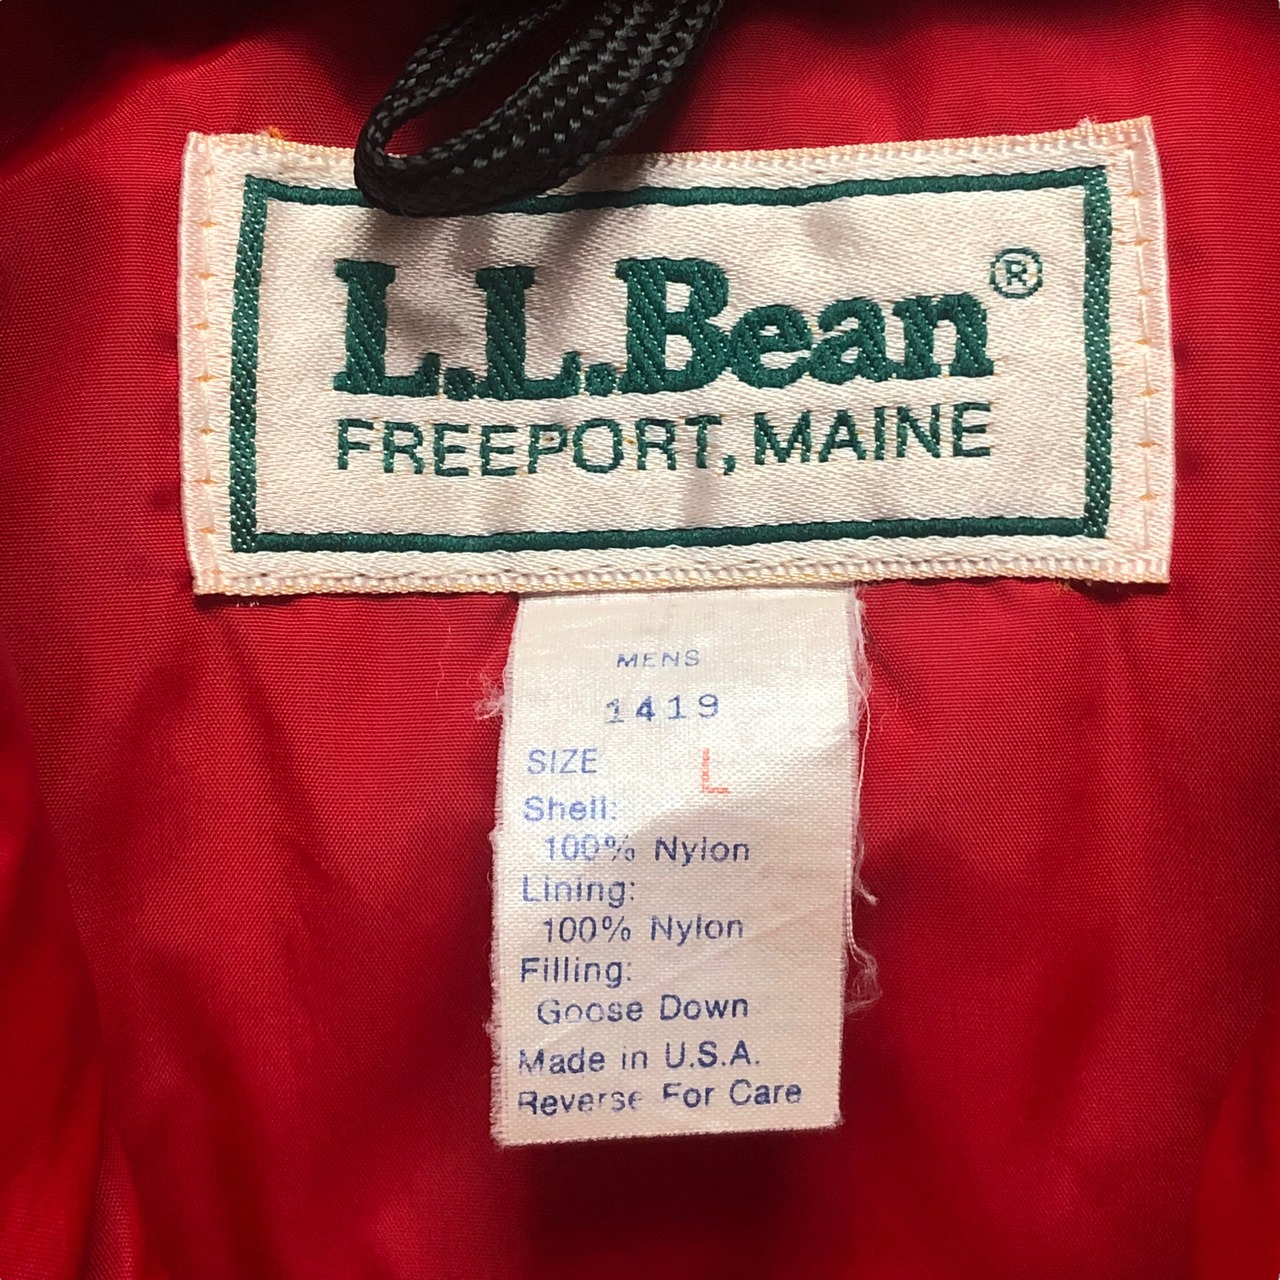 L.L.Bean®
FREEPORT, MAINE
MENS
1419
SIZE L
Shell:
100% Nylon
Lining:
100% Nylon
Filling:
Goose Down
Made in U.S.A.
Reverse For Care